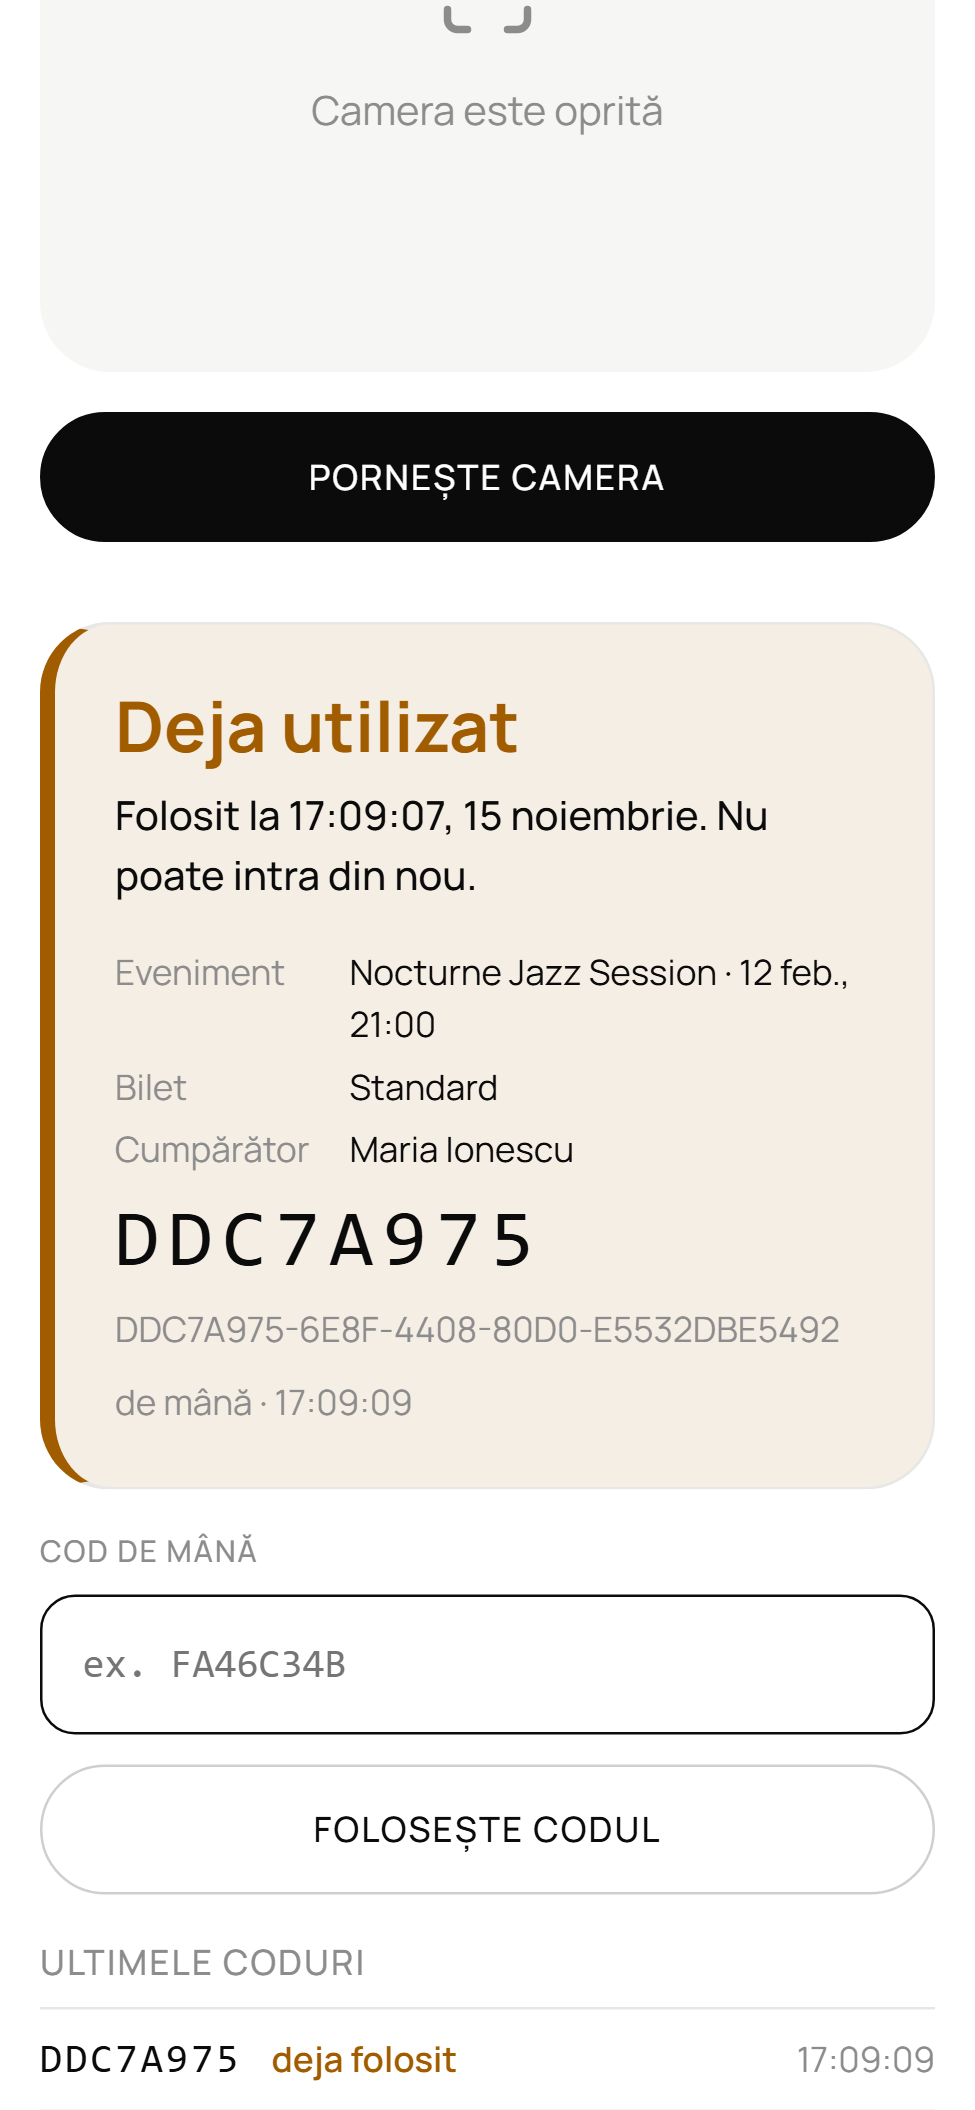 Camera este oprită
PORNEȘTE CAMERA
Deja utilizat
Folosit la 17:09:07, 15 noiembrie. Nu
poate intra din nou.
Eveniment Nocturne Jazz Session · 12 feb.,
21:00
Bilet Standard
Cumpărător Maria Ionescu
DDC7A975
DDC7A975-6E8F-4408-80D0-E5532DBE5492
de mână · 17:09:09
COD DE MÂNĂ
ex. FA46C34B
FOLOSEȘTE CODUL
ULTIMELE CODURI
DDC7A975 deja folosit 17:09:09